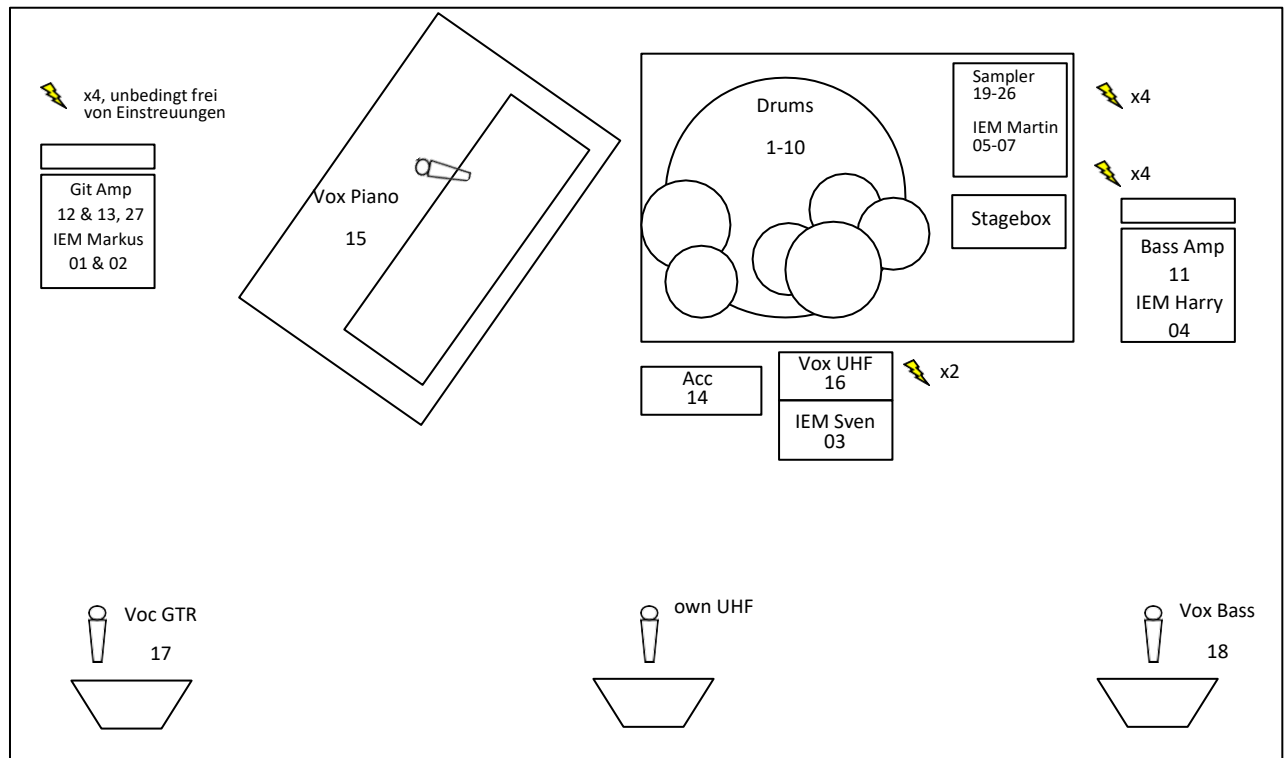 x4, unbedingt frei
von Einstreuungen
Git Amp
12 & 13, 27
IEM Markus
01 & 02
Vox Piano
15
Drums
1-10
Sampler
19-26
IEM Martin
05-07
Stagebox
x4
x4
Bass Amp
11
IEM Harry
04
Acc
14
Vox UHF
16
IEM Sven
03
x2
Voc GTR
17
own UHF
Vox Bass
18